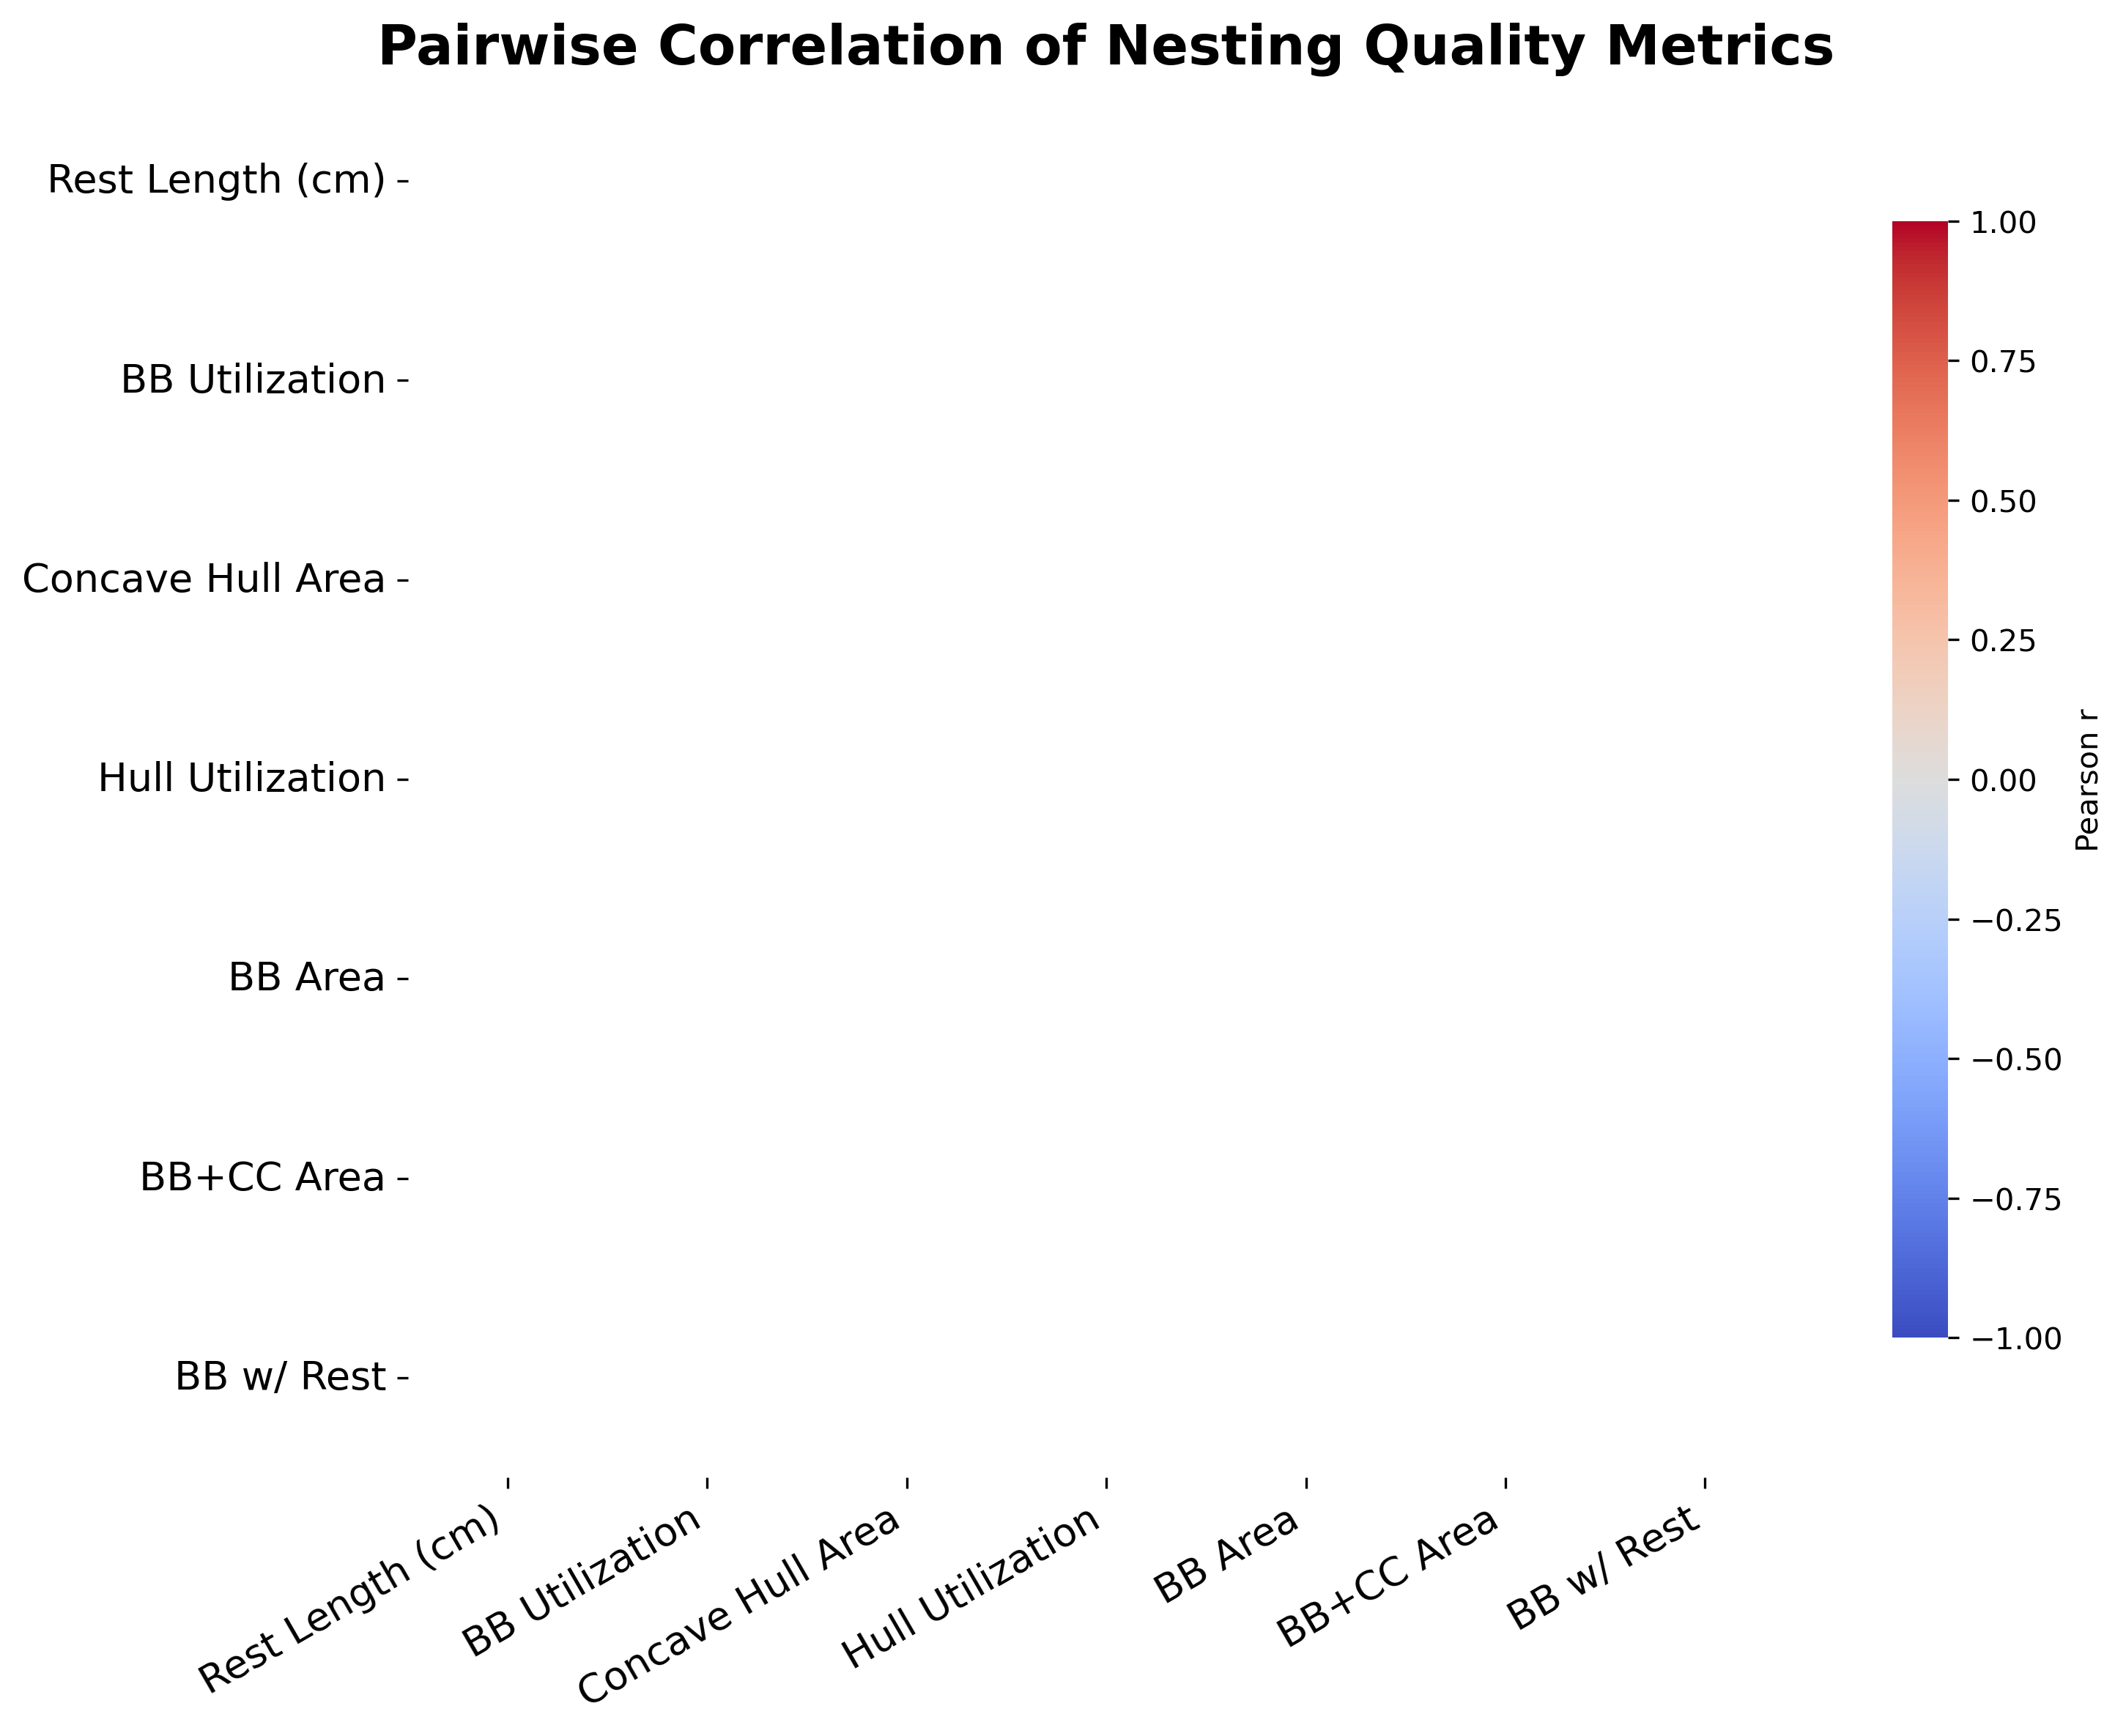 Pairwise Correlation of Nesting Quality Metrics
Rest Length (cm)
BB Utilization
Concave Hull Area
Hull Utilization
BB Area
BB+CC Area
BB w/ Rest
Rest Length (cm)
BB Utilization
Concave Hull Area
Hull Utilization
BB Area
BB+CC Area
BB w/ Rest
1.00
0.75
0.50
0.25
0.00
−0.25
−0.50
−0.75
−1.00
Pearson r